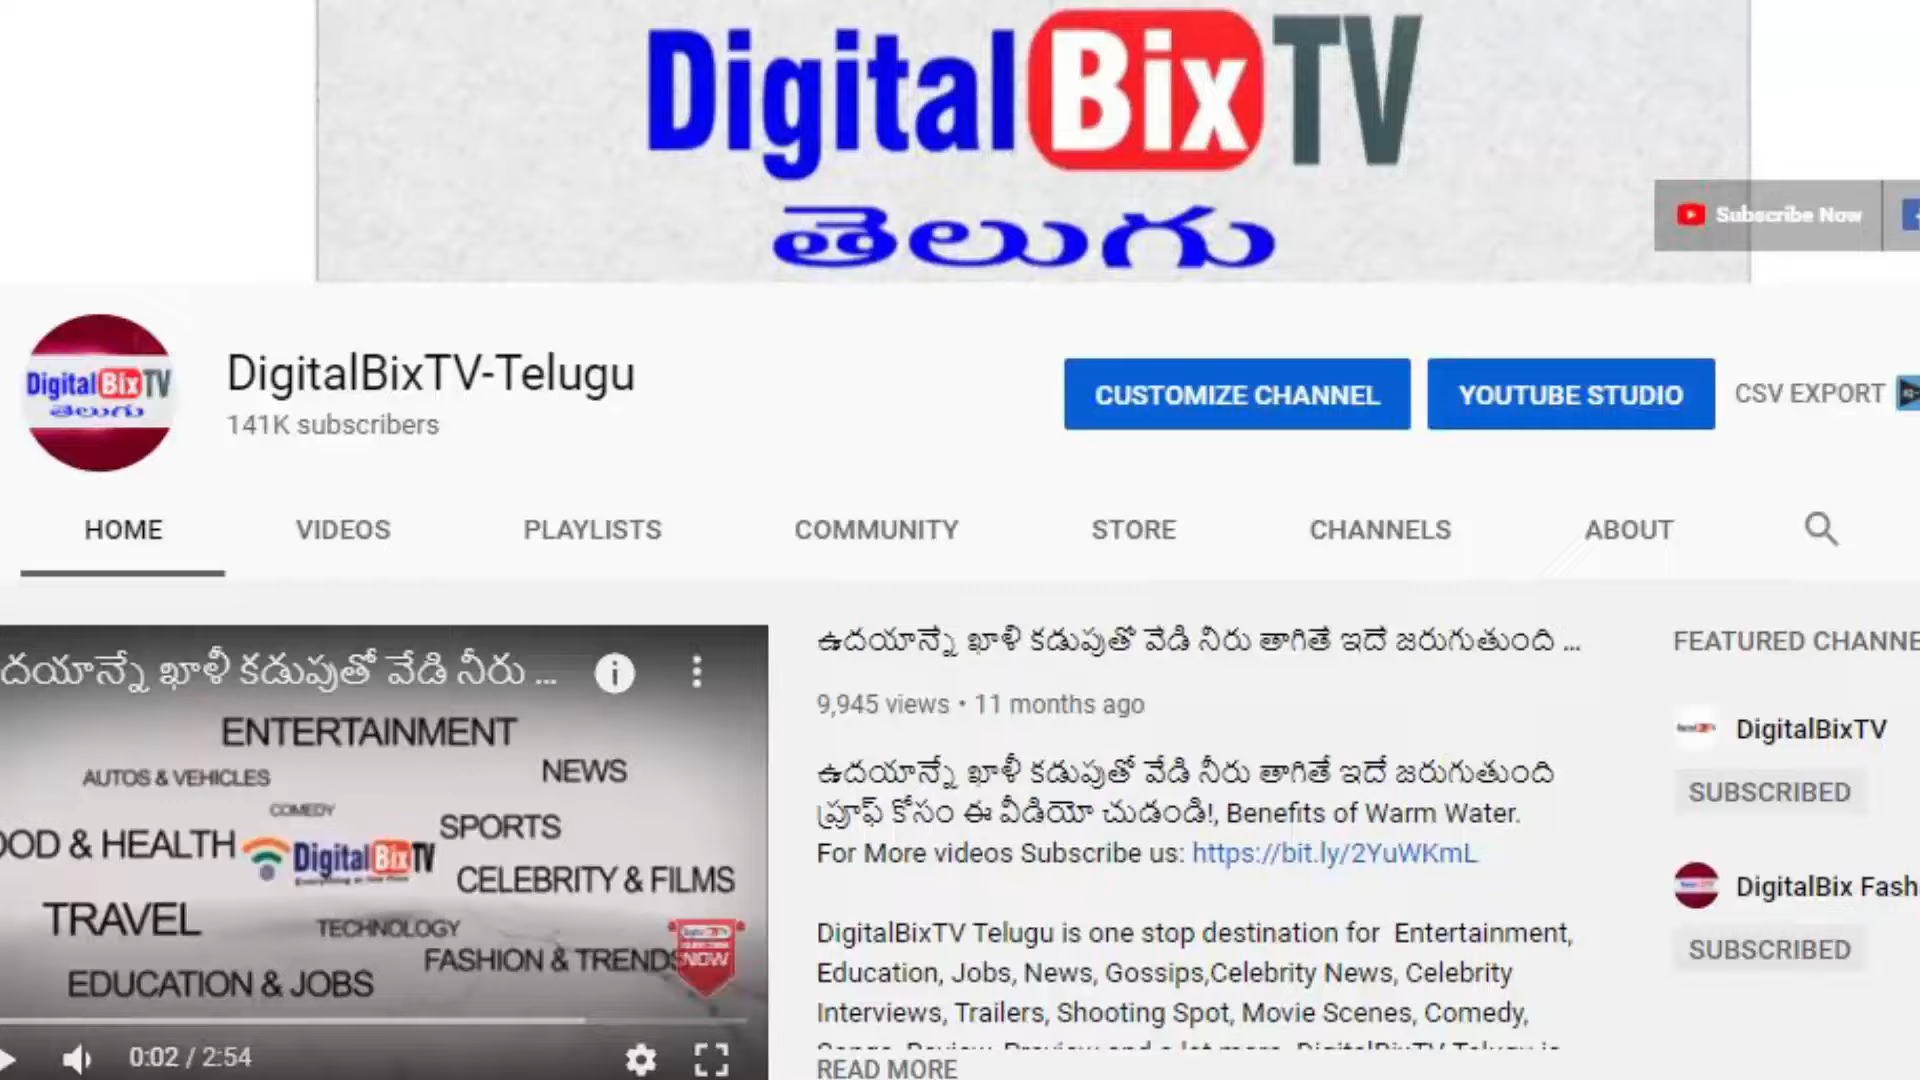 DigitalBixTV
తెలుగు
Subscribe Now
DigitalBixTV
తెలుగు
DigitalBixTV-Telugu
141K subscribers
CUSTOMIZE CHANNEL
YOUTUBE STUDIO
CSV EXPORT
HOME
VIDEOS
PLAYLISTS
COMMUNITY
STORE
CHANNELS
ABOUT
దయాన్నే ఖాళీ కడుపుతో వేడి నీరు ...
ENTERTAINMENT
AUTOS & VEHICLES
NEWS
COMEDY
SPORTS
OOD & HEALTH
DigitalBixTV
CELEBRITY & FILMS
TRAVEL
TECHNOLOGY
FASHION & TRENDS
NOW
EDUCATION & JOBS
0:02 / 2:54
ఉదయాన్నే ఖాళీ కడుపుతో వేడి నీరు తాగితే ఇదే జరుగుతుంది ...
9,945 views • 11 months ago
ఉదయాన్నే ఖాళీ కడుపుతో వేడి నీరు తాగితే ఇదే జరుగుతుంది
ప్రూఫ్ కోసం ఈ వీడియో చుడండి!, Benefits of Warm Water.
For More videos Subscribe us: https://bit.ly/2YuWKmL
DigitalBixTV Telugu is one stop destination for Entertainment,
Education, Jobs, News, Gossips,Celebrity News, Celebrity
Interviews, Trailers, Shooting Spot, Movie Scenes, Comedy,
READ MORE
FEATURED CHANNE
DigitalBixTV
SUBSCRIBED
DigitalBix Fash
SUBSCRIBED